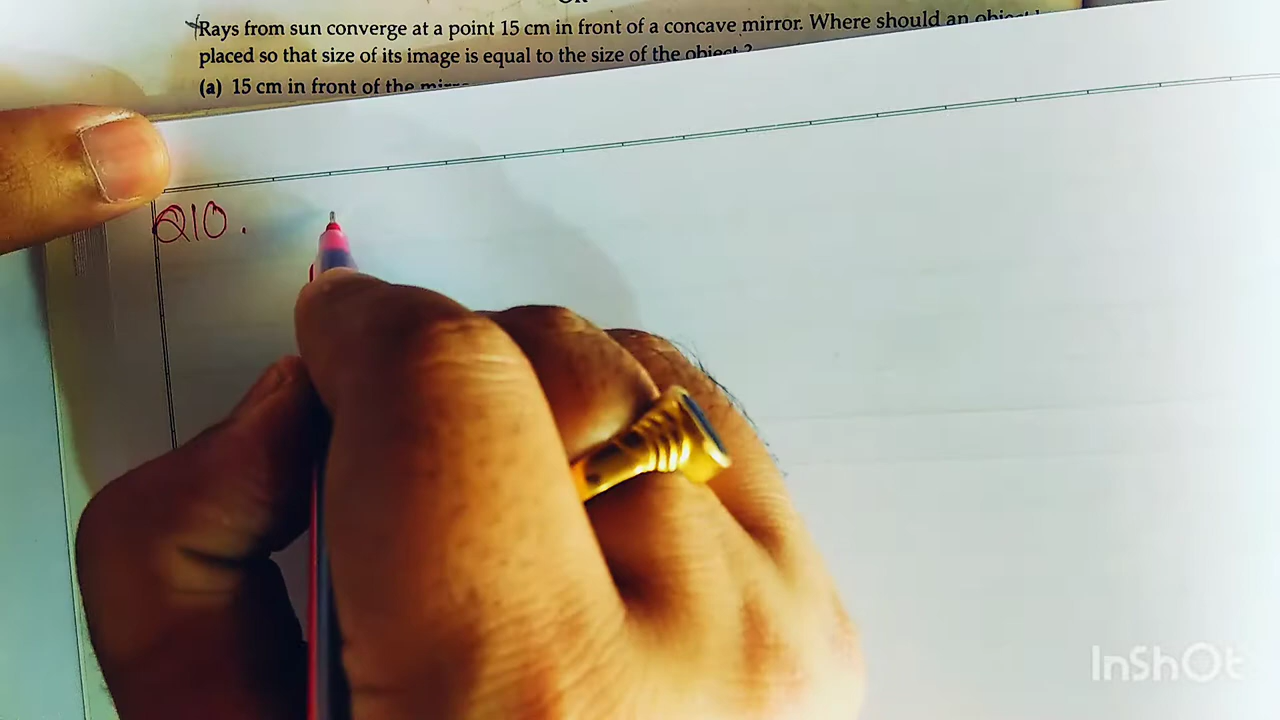 Rays from sun converge at a point 15 cm in front of a concave mirror. Where should an object
placed so that size of its image is equal to the size of the object ?
(a) 15 cm in front of the
Q10.
InShOt